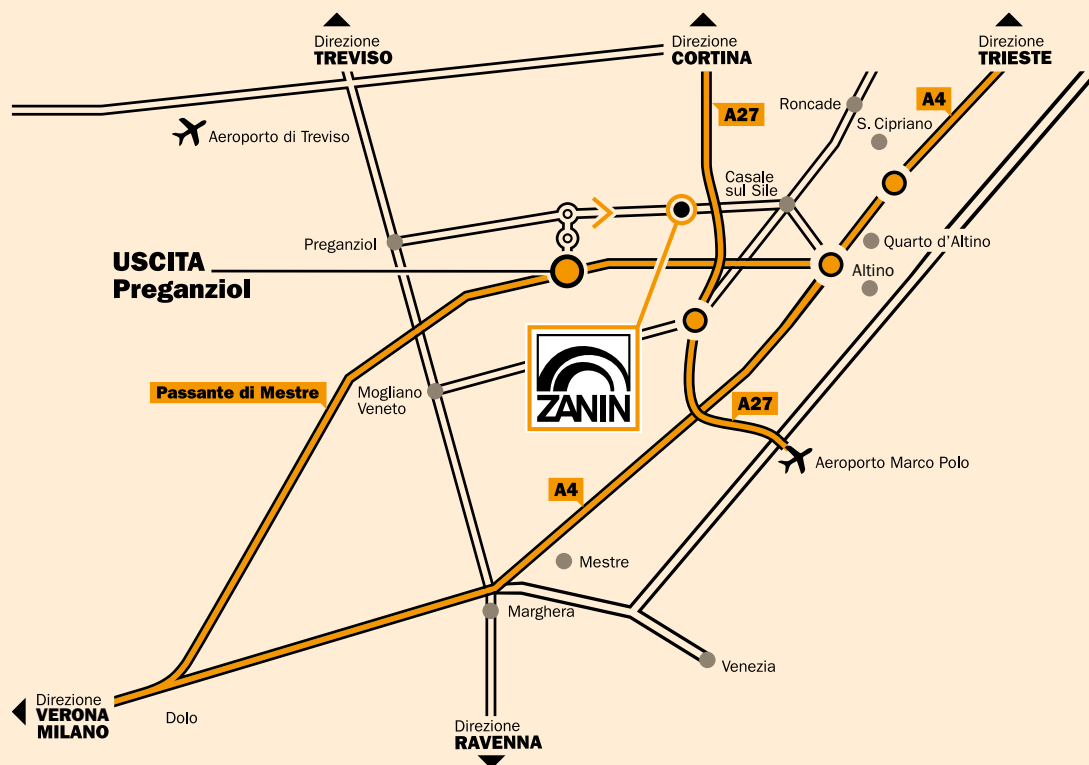 Direzione
TREVISO
Direzione
CORTINA
Direzione
TRIESTE
A4
A27
Roncade
S. Cipriano
Aeroporto di Treviso
Casale
sul Sile
Preganziol
Quarto d'Altino
USCITA
Preganziol
Altino
ZANIN
Passante di Mestre
Mogliano
Veneto
A27
Aeroporto Marco Polo
A4
Mestre
Marghera
Venezia
Direzione
VERONA
MILANO
Dolo
Direzione
RAVENNA